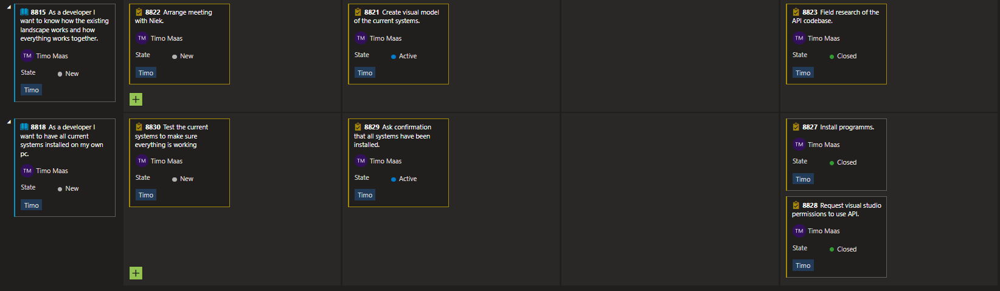 8815 As a developer I
want to know how the existing
landscape works and how
everything works together.
TM Timo Maas
State New
Timo
8822 Arrange meeting
with Niek.
TM Timo Maas
State New
Timo
8821 Create visual model
of the current systems.
TM Timo Maas
State Active
Timo
8823 Field research of the
API codebase.
TM Timo Maas
State Closed
Timo
8818 As a developer I
want to have all current
systems installed on my own
pc.
TM Timo Maas
State New
Timo
8830 Test the current
systems to make sure
everything is working
TM Timo Maas
State New
Timo
8829 Ask confirmation
that all systems have been
installed.
TM Timo Maas
State Active
Timo
8827 Install programms.
TM Timo Maas
State Closed
Timo
8828 Request visual studio
permissions to use API.
TM Timo Maas
State Closed
Timo